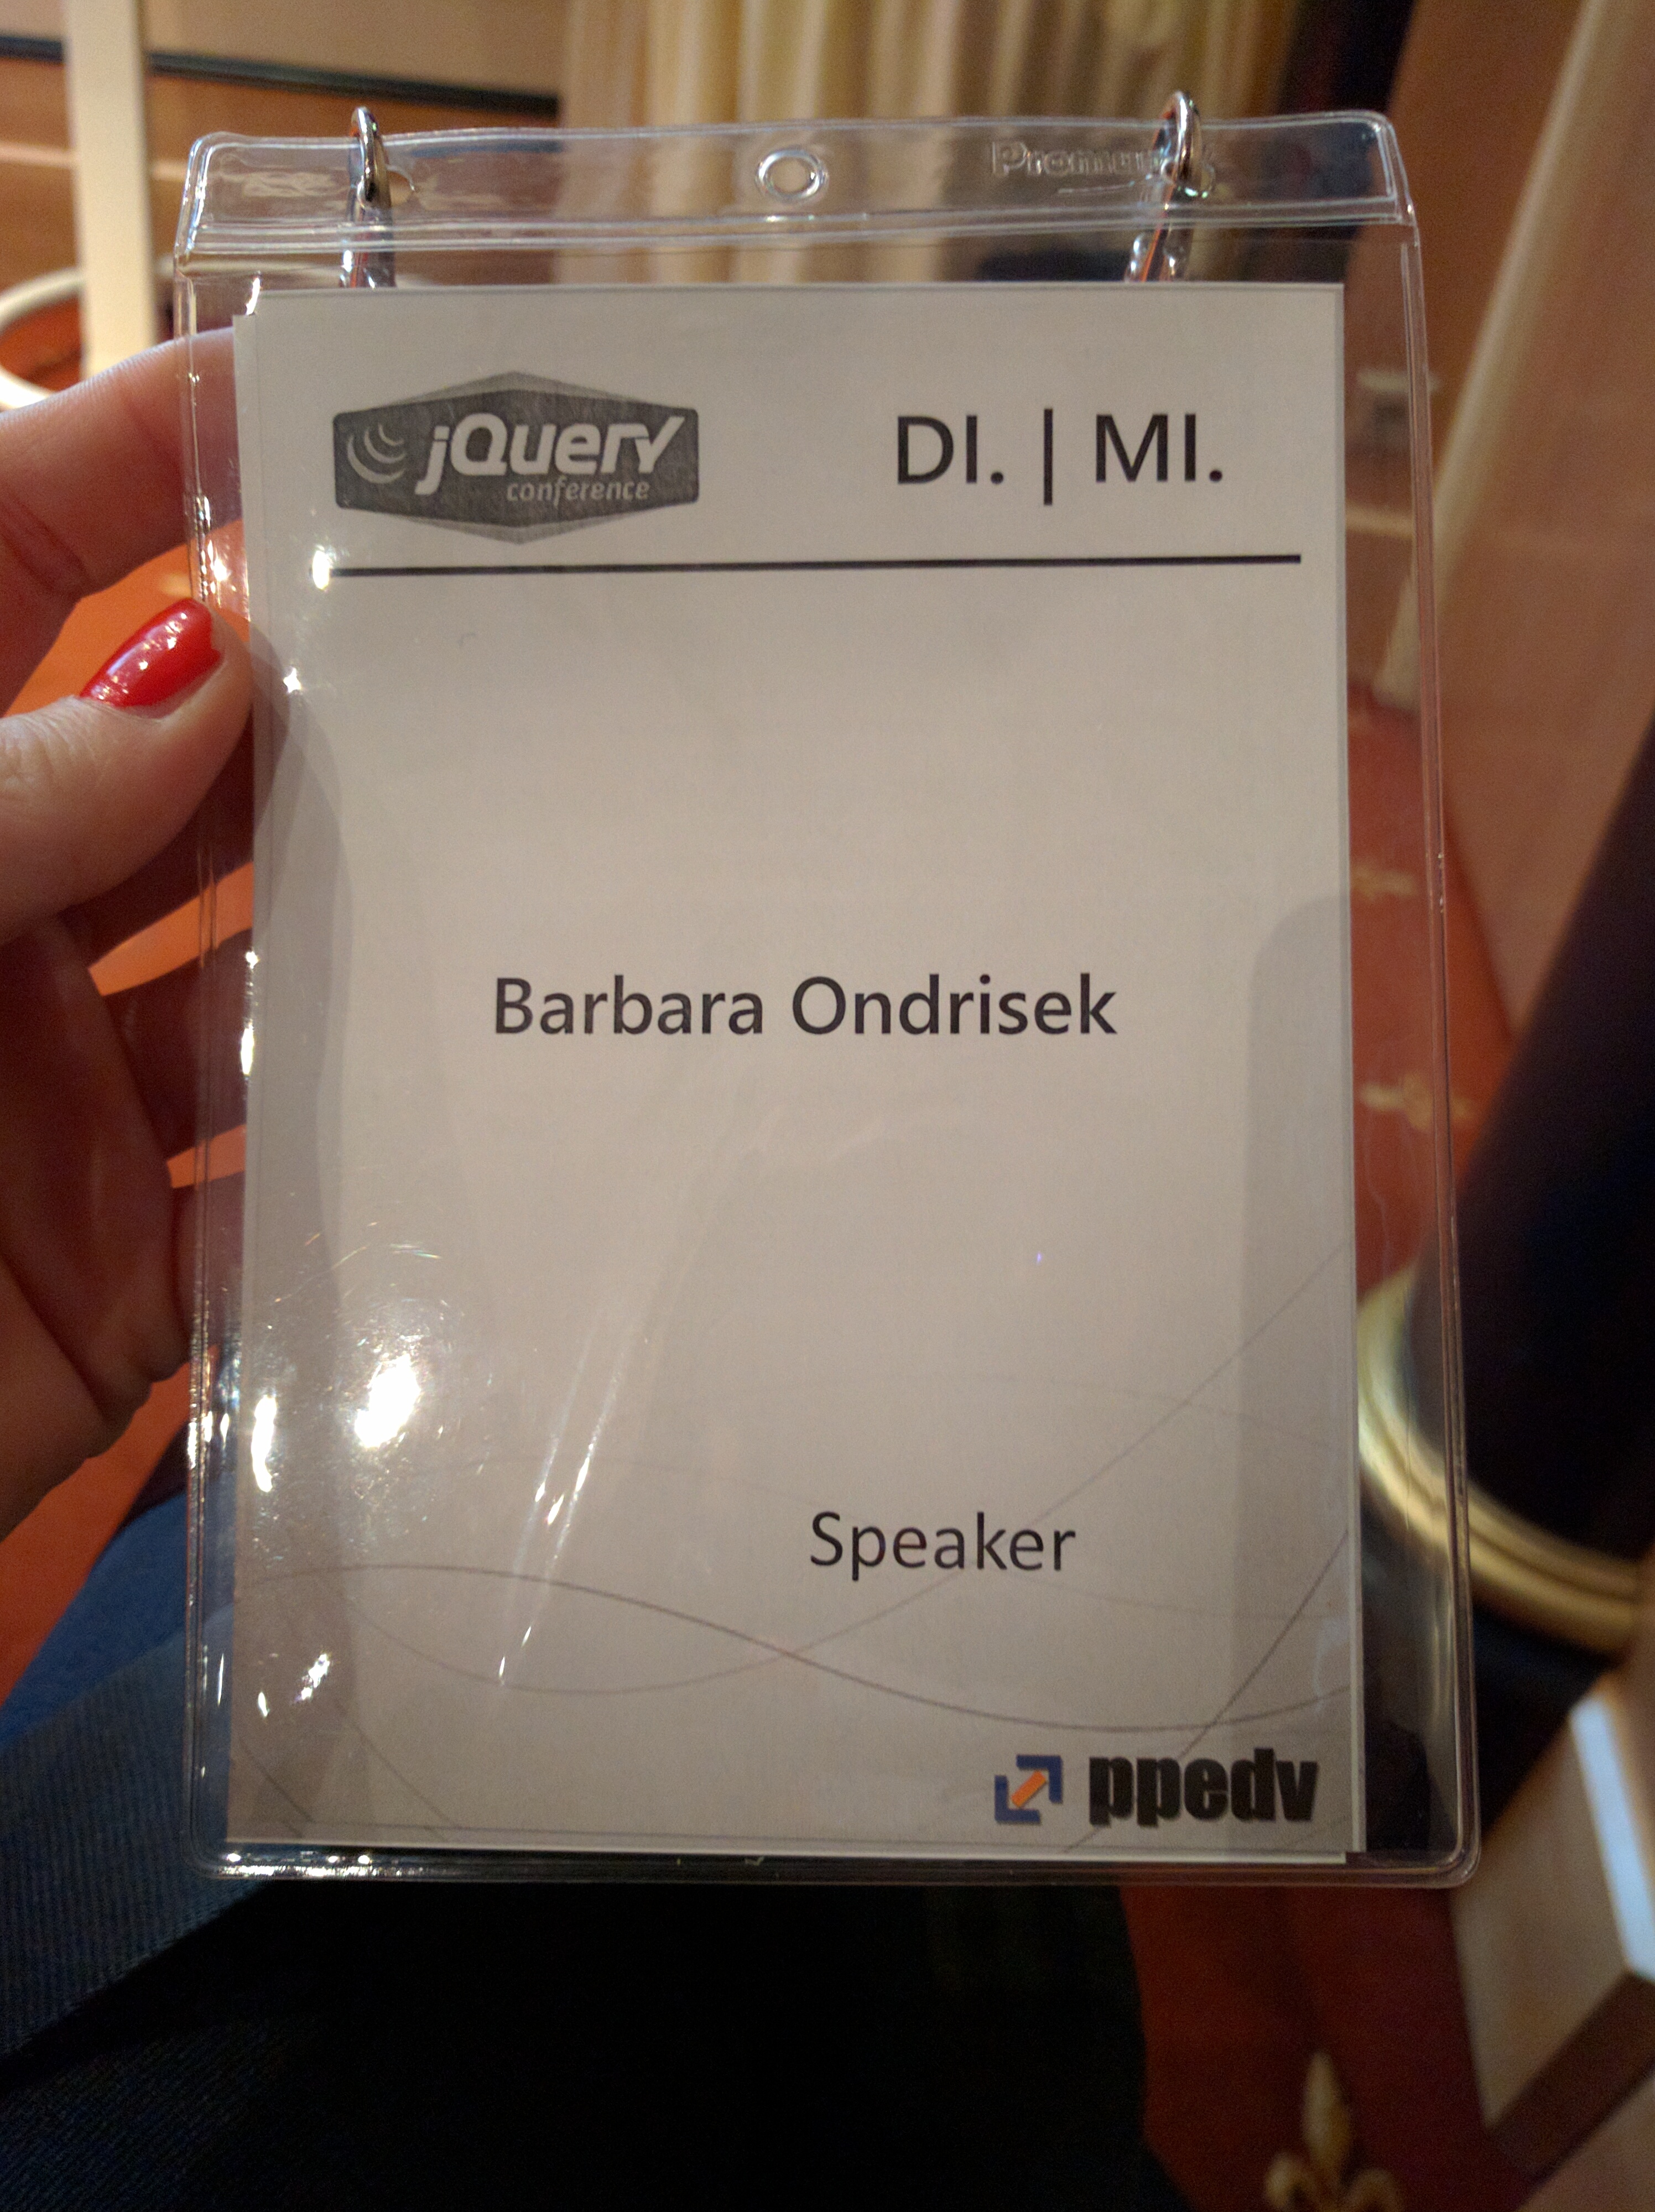 jQuery
conference
DI. | MI.
Barbara Ondrisek
Speaker
ppedv